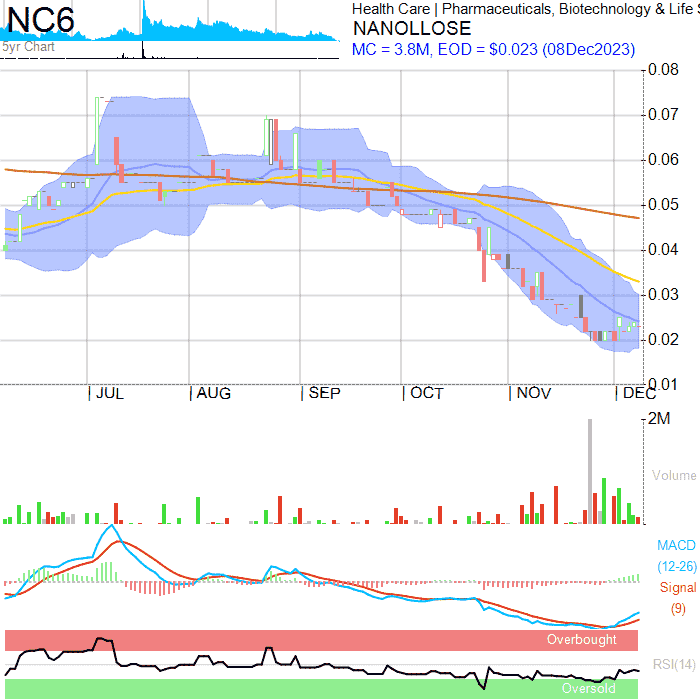 NC6
5yr Chart
Health Care | Pharmaceuticals, Biotechnology & Life S
NANOLLOSE
MC = 3.8M, EOD = $0.023 (08Dec2023)
0.08
0.07
0.06
0.05
0.04
0.03
0.02
0.01
JUL AUG SEP OCT NOV DEC
2M
Volume
MACD
(12-26)
Signal
(9)
Overbought
RSI(14)
Oversold